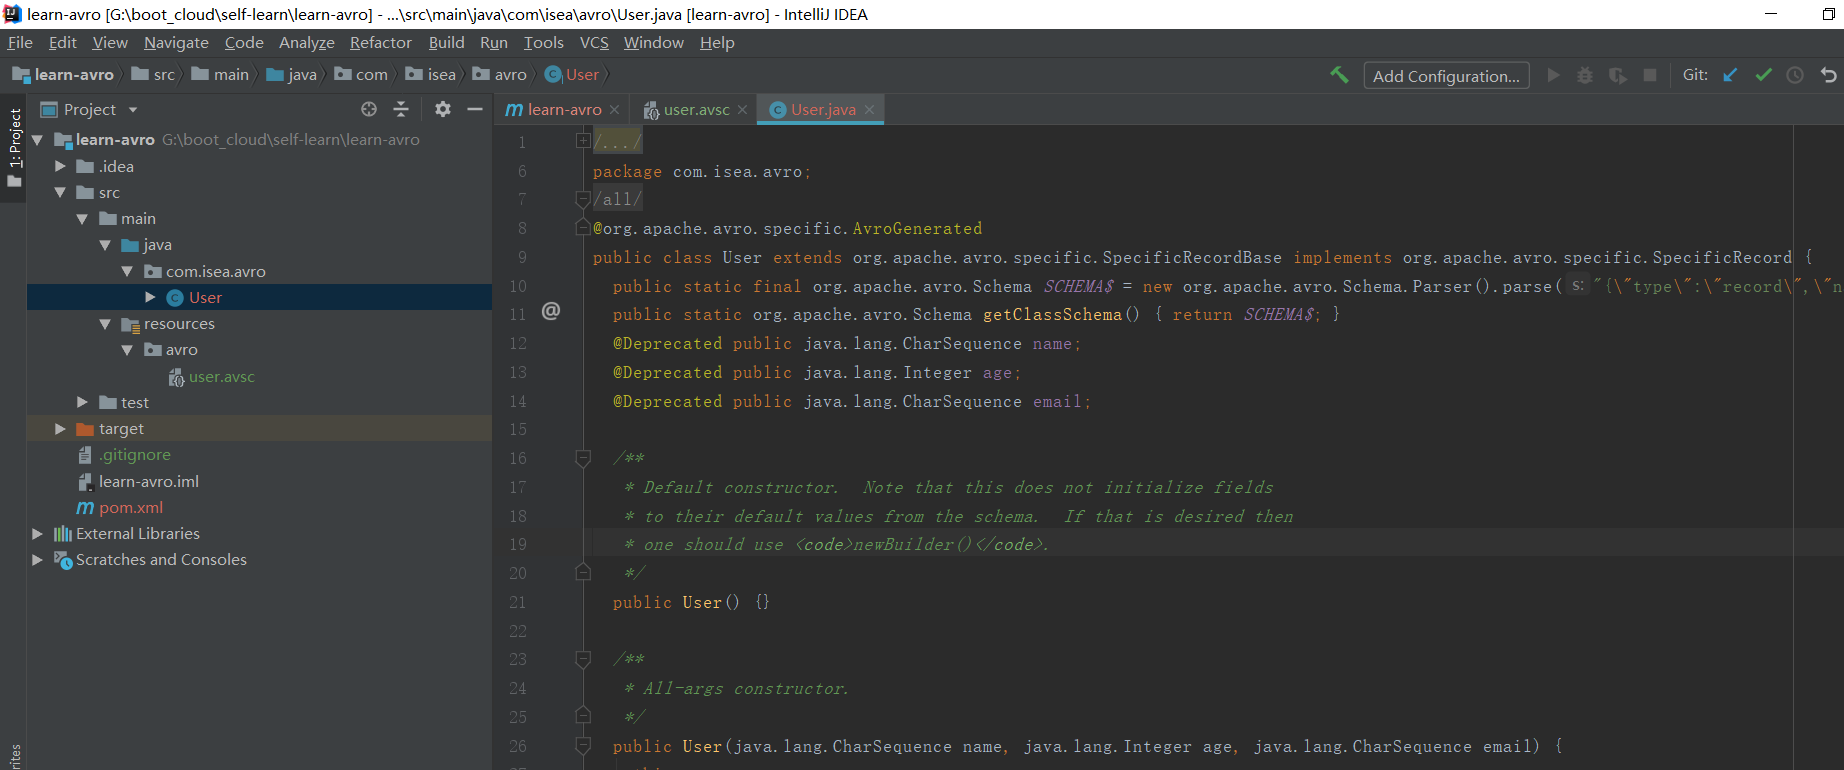 learn-avro [G:\boot_cloud\self-learn\learn-avro] - ...\src\main\java\com\isea\avro\User.java [learn-avro] - IntelliJ IDEA
File Edit View Navigate Code Analyze Refactor Build Run Tools VCS Window Help
learn-avro src main java com isea avro User Add Configuration... Git:
Project
learn-avro × user.avsc × User.java ×
1: Project
learn-avro G:\boot_cloud\self-learn\learn-avro
.idea
src
main
java
com.isea.avro
User
resources
avro
user.avsc
test
target
.gitignore
learn-avro.iml
pom.xml
External Libraries
Scratches and Consoles
1 /.../
6 package com.isea.avro;
7 /all/
8 @org.apache.avro.specific.AvroGenerated
9 public class User extends org.apache.avro.specific.SpecificRecordBase implements org.apache.avro.specific.SpecificRecord {
10 public static final org.apache.avro.Schema SCHEMA$ = new org.apache.avro.Schema.Parser().parse( s: "{\"type\":\"record\",\"n
11 @ public static org.apache.avro.Schema getClassSchema() { return SCHEMA$; }
12 @Deprecated public java.lang.CharSequence name;
13 @Deprecated public java.lang.Integer age;
14 @Deprecated public java.lang.CharSequence email;
15
16 /**
17 * Default constructor.  Note that this does not initialize fields
18 * to their default values from the schema.  If that is desired then
19 * one should use <code>newBuilder()</code>.
20 */
21 public User() {}
22
23 /**
24 * All-args constructor.
25 */
26 public User(java.lang.CharSequence name, java.lang.Integer age, java.lang.CharSequence email) {